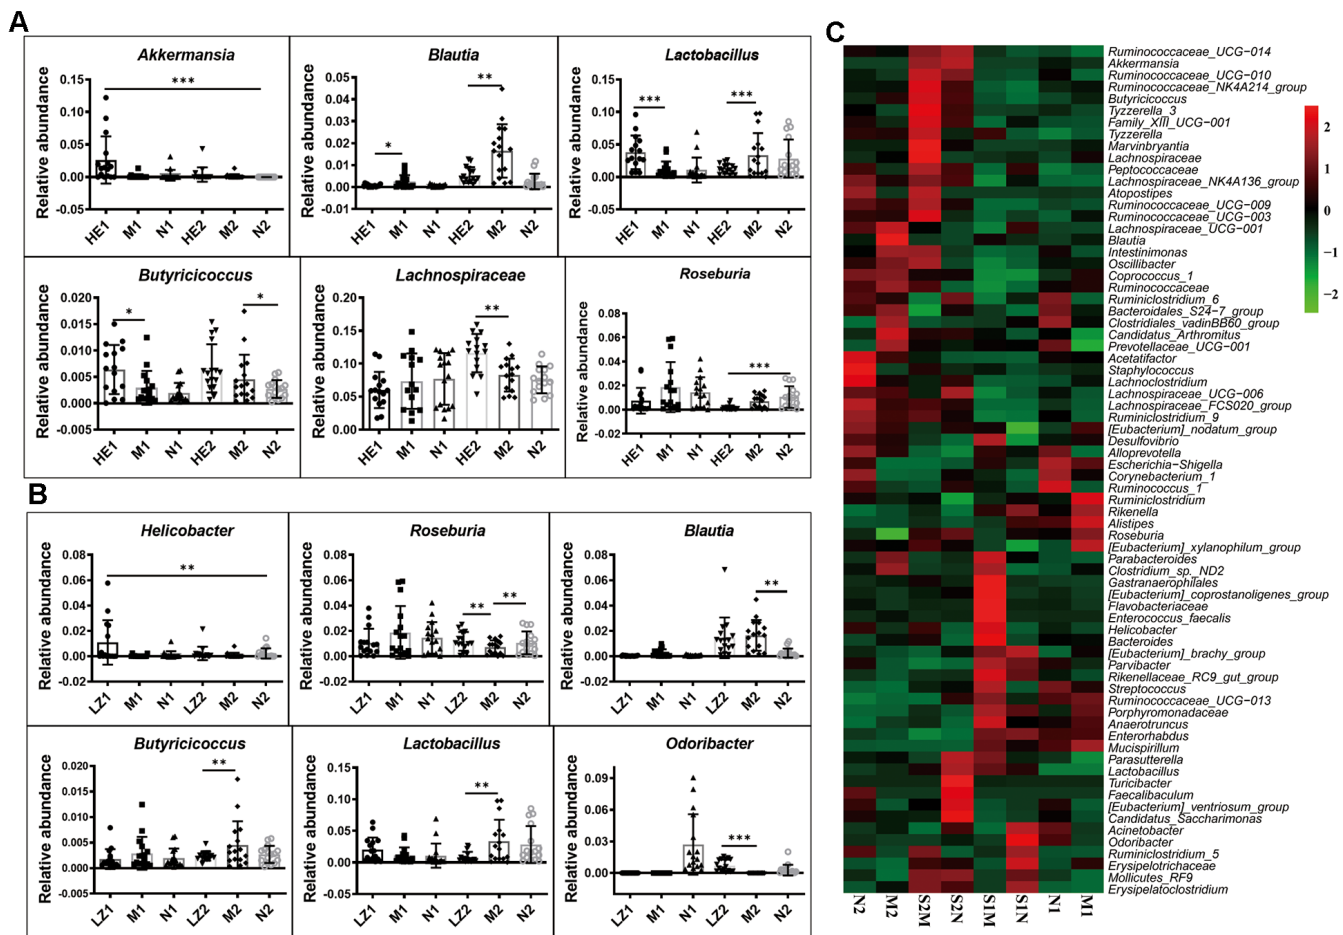 A
Akkermansia
Relative abundance
0.15
0.10
0.05
0.00
-0.05
***
HE1
M1
N1
HE2
M2
N2
Blautia
Relative abundance
0.05
0.04
0.03
0.02
0.010
0.00
-0.01
*
**
HE1
M1
N1
HE2
M2
N2
Lactobacillus
Relative abundance
0.15
0.10
0.05
0.00
-0.05
***
***
HE1
M1
N1
HE2
M2
N2
Butyricicoccus
Relative abundance
0.020
0.015
0.010
0.005
0.000
-0.005
*
*
HE1
M1
N1
HE2
M2
N2
Lachnospiraceae
Relative abundance
0.20
0.15
0.10
0.05
0.00
**
HE1
M1
N1
HE2
M2
N2
Roseburia
Relative abundance
0.08
0.06
0.04
0.02
0.00
-0.02
***
HE1
M1
N1
HE2
M2
N2
B
Helicobacter
Relative abundance
0.08
0.06
0.04
0.02
0.00
-0.02
**
LZ1
M1
N1
LZ2
M2
N2
Roseburia
Relative abundance
0.08
0.06
0.04
0.02
0.00
-0.02
**
**
LZ1
M1
N1
LZ2
M2
N2
Blautia
Relative abundance
0.08
0.06
0.04
0.02
0.00
-0.02
**
LZ1
M1
N1
LZ2
M2
N2
Butyricicoccus
Relative abundance
0.020
0.015
0.010
0.005
0.000
-0.005
**
LZ1
M1
N1
LZ2
M2
N2
Lactobacillus
Relative abundance
0.15
0.10
0.05
0.00
-0.05
**
LZ1
M1
N1
LZ2
M2
N2
Odoribacter
Relative abundance
0.09
0.06
0.03
0.00
***
LZ1
M1
N1
LZ2
M2
N2
C
Ruminococcaceae_UCG-014
Akkermansia
Ruminococcaceae_UCG-010
Ruminococcaceae_NK4A214_group
Butyricicoccus
Tyzzerella_3
Family_XIII_UCG-001
Tyzzerella
Marvinbryantia
Lachnospiraceae
Peptococcaceae
Lachnospiraceae_NK4A136_group
Atopostipes
Ruminococcaceae_UCG-009
Ruminococcaceae_UCG-003
Lachnospiraceae_UCG-001
Blautia
Intestinimonas
Oscillibacter
Coprococcus_1
Ruminococcaceae
Ruminiclostridium_6
Bacteroidales_S24-7_group
Clostridiales_vadinBB60_group
Candidatus_Arthromitus
Prevotellaceae_UCG-001
Acetatifactor
Staphylococcus
Lachnoclostridium
Lachnospiraceae_UCG-006
Lachnospiraceae_FCS020_group
Ruminiclostridium_9
[Eubacterium]_nodatum_group
Desulfovibrio
Alloprevotella
Escherichia-Shigella
Corynebacterium_1
Ruminococcus_1
Ruminiclostridium
Rikenella
Alistipes
Roseburia
[Eubacterium]_xylanophilum_group
Parabacteroides
Clostridium_sp._ND2
Gastranaerophilales
[Eubacterium]_coprostanoligenes_group
Flavobacteriaceae
Enterococcus_faecalis
Helicobacter
Bacteroides
[Eubacterium]_brachy_group
Parvibacter
Rikenellaceae_RC9_gut_group
Streptococcus
Ruminococcaceae_UCG-013
Porphyromonadaceae
Anaerotruncus
Enterorhabdus
Mucispirillum
Parasutterella
Lactobacillus
Turicibacter
Faecalibaculum
[Eubacterium]_ventriosum_group
Candidatus_Saccharimonas
Acinetobacter
Odoribacter
Ruminiclostridium_5
Erysipelotrichaceae
Mollicutes_RF9
Erysipelatoclostridium
N2
M2
S2M
S2N
S1M
S1N
N1
M1
2
1
0
-1
-2